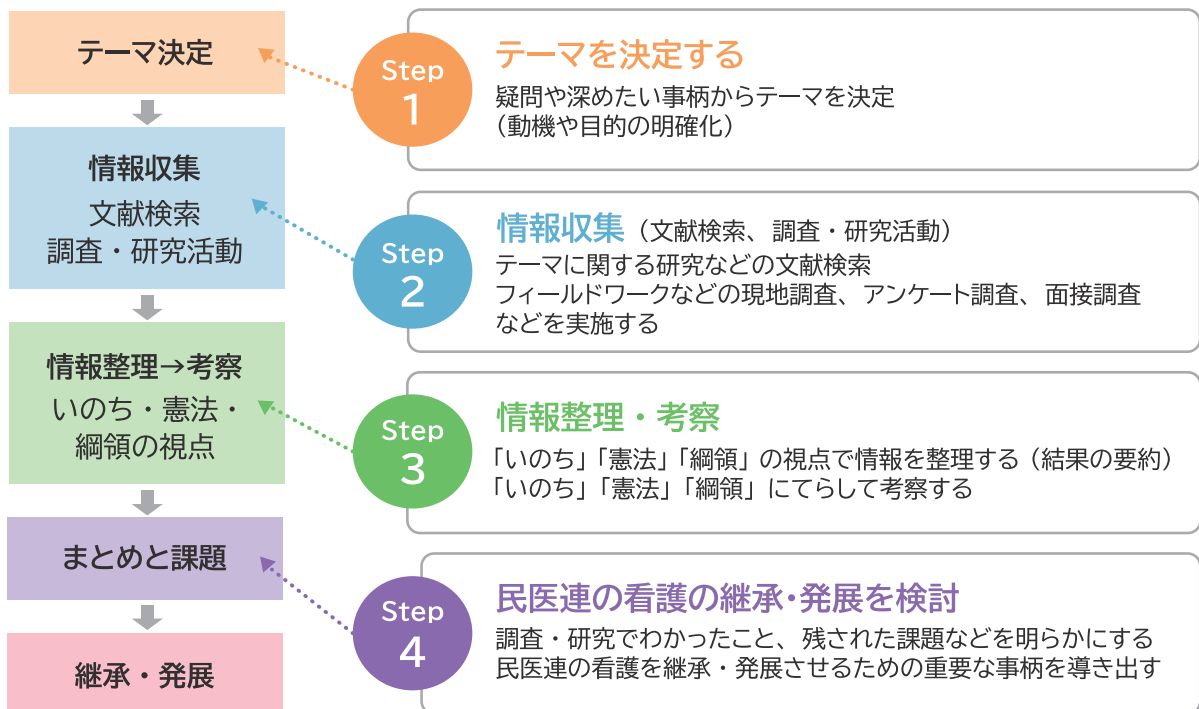 テーマ決定
情報収集
文献検索
調査・研究活動
情報整理→考察
いのち・憲法・
綱領の視点
まとめと課題
継承・発展
Step
1
テーマを決定する
疑問や深めたい事柄からテーマを決定
（動機や目的の明確化）
Step
2
情報収集（文献検索、調査・研究活動）
テーマに関する研究などの文献検索
フィールドワークなどの現地調査、アンケート調査、面接調査
などを実施する
Step
3
情報整理・考察
「いのち」「憲法」「綱領」の視点で情報を整理する（結果の要約）
「いのち」「憲法」「綱領」にてらして考察する
Step
4
民医連の看護の継承・発展を検討
調査・研究でわかったこと、残された課題などを明らかにする
民医連の看護を継承・発展させるための重要な事柄を導き出す